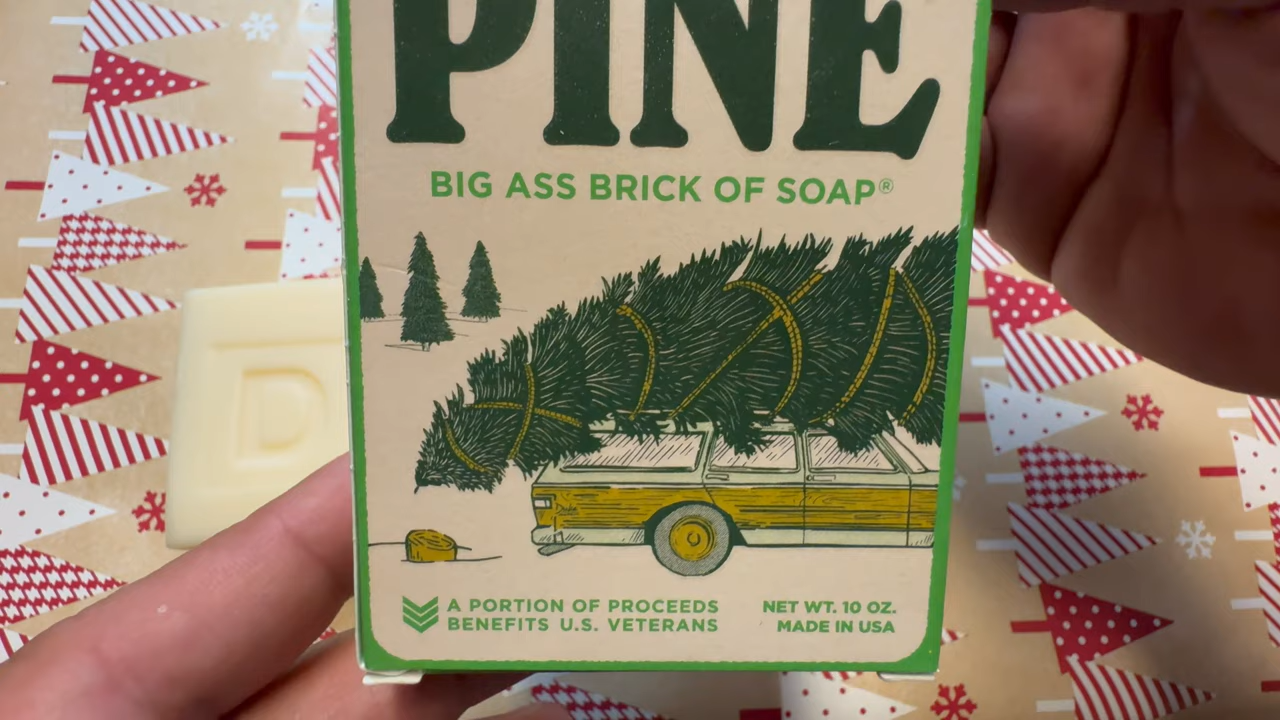 PINE
BIG ASS BRICK OF SOAP®
A PORTION OF PROCEEDS
BENEFITS U.S. VETERANS
NET WT. 10 OZ.
MADE IN USA
D